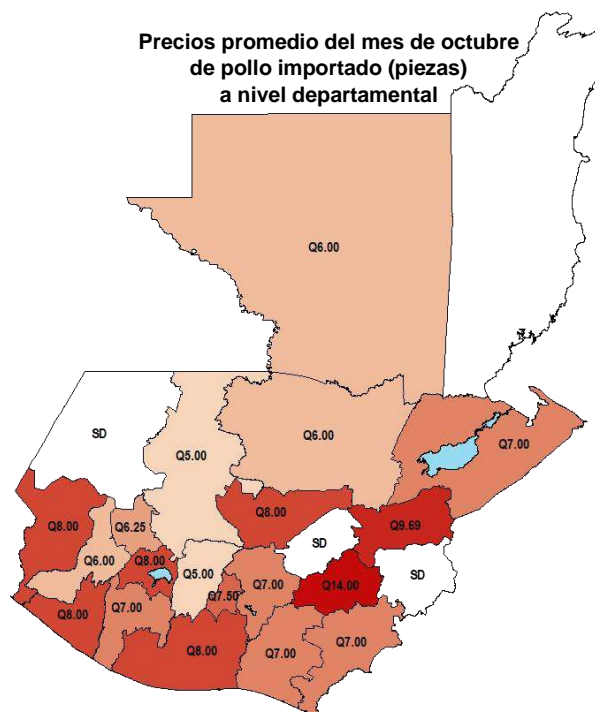 Precios promedio del mes de octubre
de pollo importado (piezas)
a nivel departamental
Q6.00
SD
Q5.00
Q6.00
Q7.00
Q8.00
Q6.25
Q8.00
Q9.69
Q6.00
Q8.00
Q5.00
Q7.00
SD
SD
Q8.00
Q7.00
Q7.50
Q14.00
Q8.00
Q7.00
Q7.00